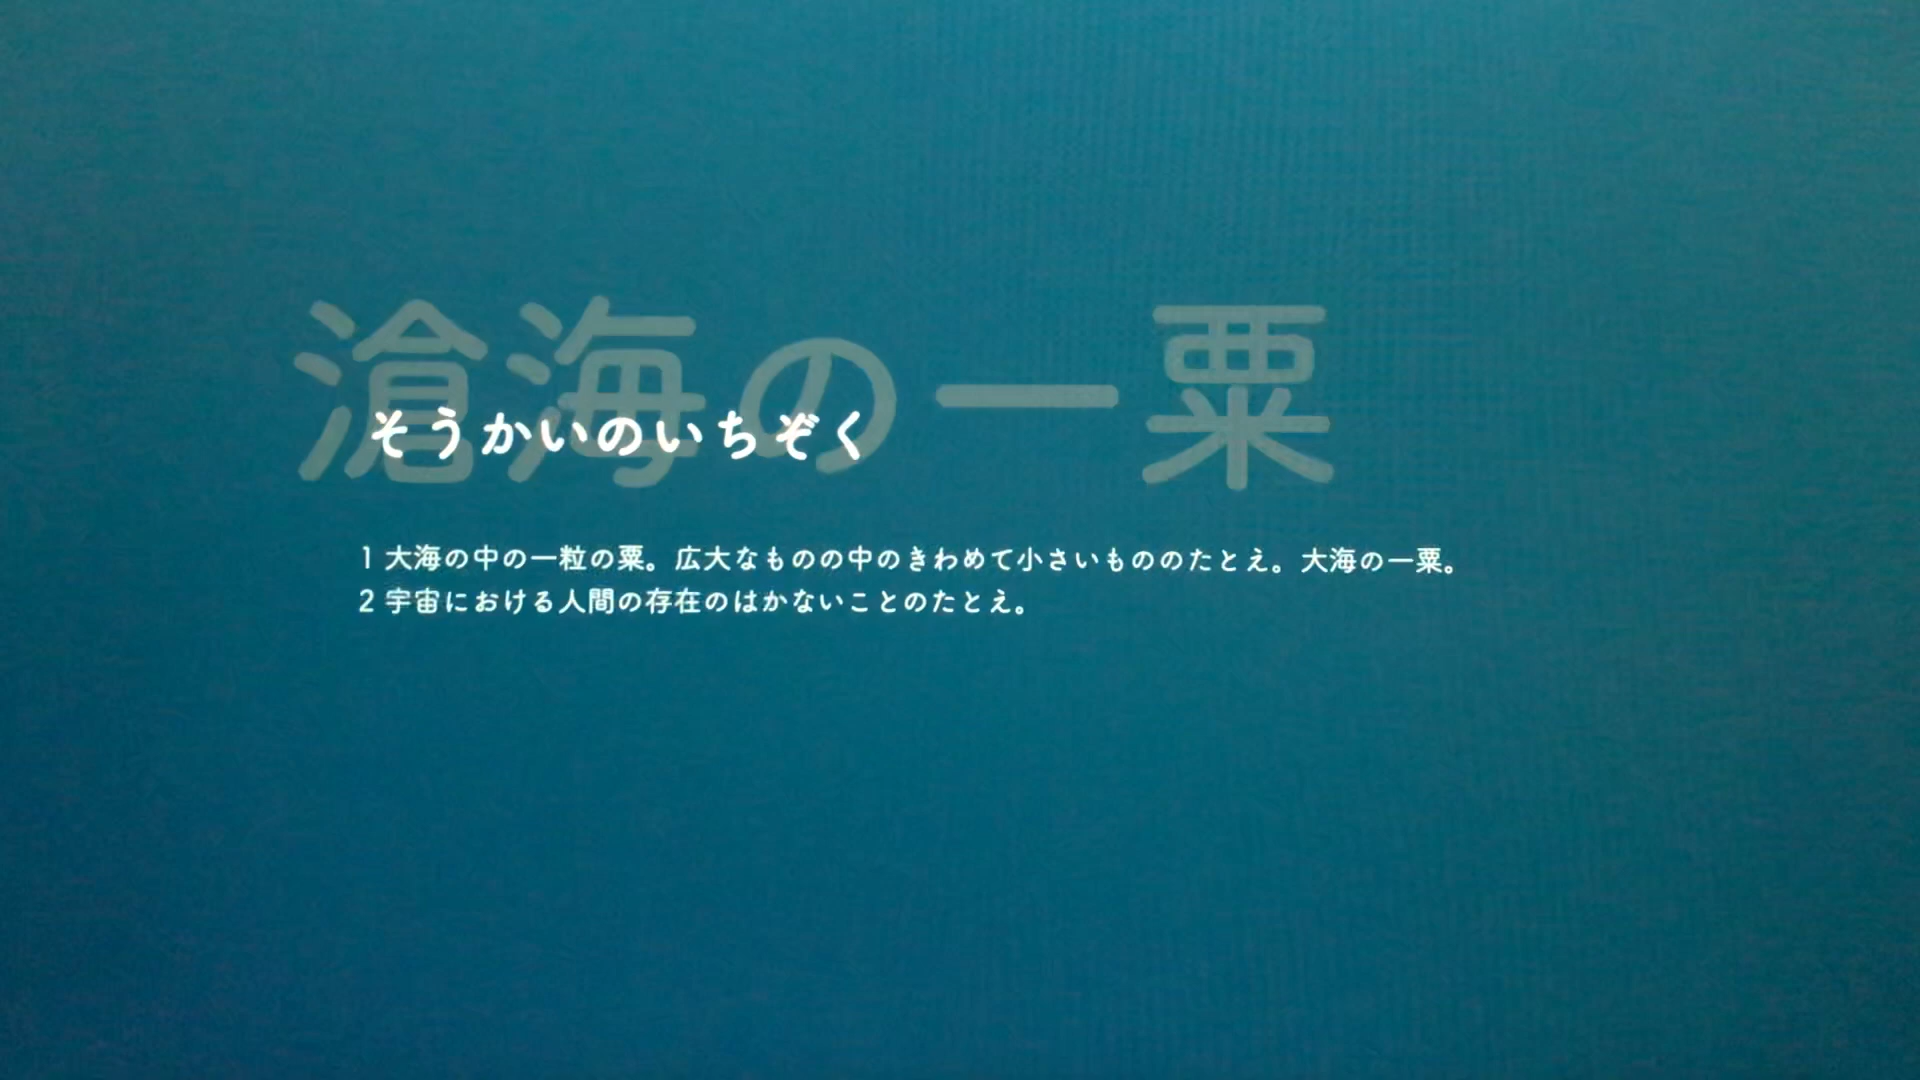 滄海の一粟
そうかいのいちぞく
1 大海の中の一粒の粟。広大なものの中のきわめて小さいもののたとえ。大海の一粟。
2 宇宙における人間の存在のはかないことのたとえ。